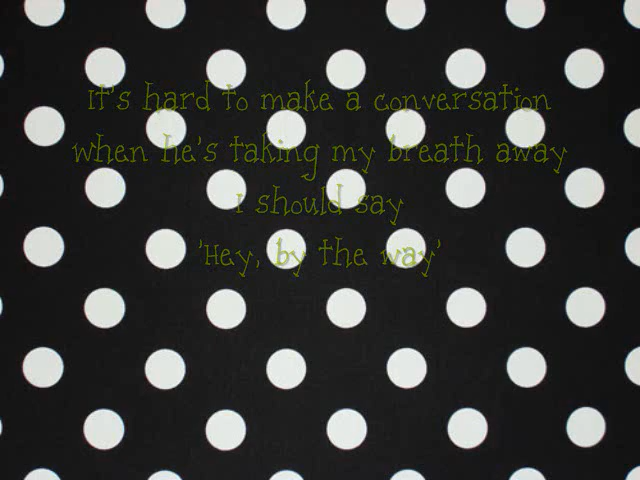 It's hard to make a conversation
when he's taking my breath away
I should say
'Hey, by the way'